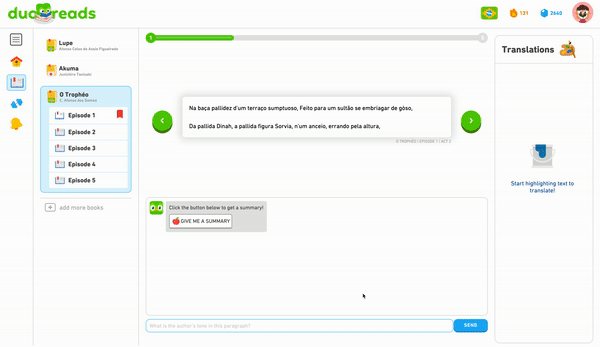 duoreads
131
2640
Lupe
Affonso Celso de Assis Figueiredo
Akuma
O Trophéo
C. Afonso dos Santos
Episode 1
Episode 2
Episode 3
Episode 4
Episode 5
add more books
1
Na baça pallidez d'um terraço sumptuoso, Feito para um sultão se embriagar de gôso,
Da pallida Dinah, a pallida figura Sorvia, n'um anceio, errando pela altura,
O TROPHÉO | EPISODE 1 | ACT 3
Click the button below to get a summary!
GIVE ME A SUMMARY
What is the author's tone in this paragraph?
SEND
Translations
Start highlighting text to
translate!